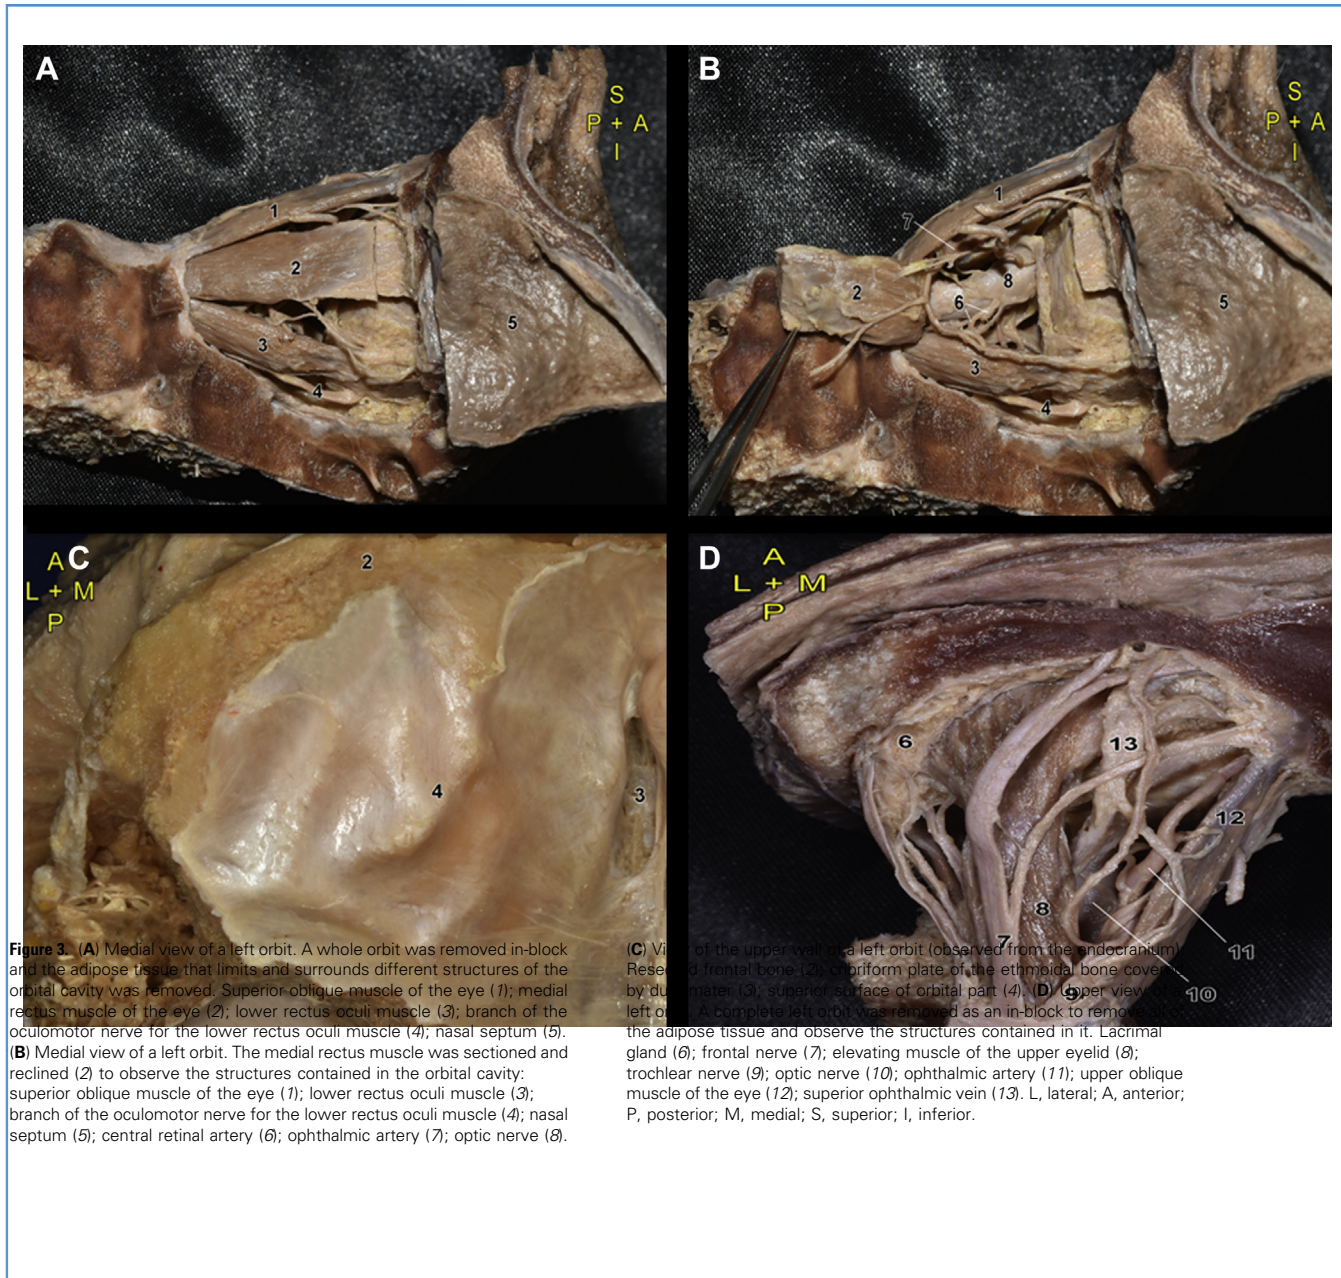 A
S
P + A
I
1
2
3
4
5
B
S
P + A
I
1
7
2
8
6
5
3
4
A
C
L + M
P
2
4
3
D
A
L + M
P
6
13
12
8
7
11
9
10
Figure 3. (A) Medial view of a left orbit. A whole orbit was removed in-block
and the adipose tissue that limits and surrounds different structures of the
orbital cavity was removed. Superior oblique muscle of the eye (1); medial
rectus muscle of the eye (2); lower rectus oculi muscle (3); branch of the
oculomotor nerve for the lower rectus oculi muscle (4); nasal septum (5).
(B) Medial view of a left orbit. The medial rectus muscle was sectioned and
reclined (2) to observe the structures contained in the orbital cavity:
superior oblique muscle of the eye (1); lower rectus oculi muscle (3);
branch of the oculomotor nerve for the lower rectus oculi muscle (4); nasal
septum (5); central retinal artery (6); ophthalmic artery (7); optic nerve (8).
(C) View of the upper wall of a left orbit (observed from the endocranium).
frontal bone (2); cribriform plate of the ethmoidal bone
by dura mater (3); superior surface of orbital part (4). (D) Upper view
left A complete left orbit was removed as an in-block to remove all
the adipose tissue and observe the structures contained in it. Lacrimal
gland (6); frontal nerve (7); elevating muscle of the upper eyelid (8);
trochlear nerve (9); optic nerve (10); ophthalmic artery (11); upper oblique
muscle of the eye (12); superior ophthalmic vein (13). L, lateral; A, anterior;
P, posterior; M, medial; S, superior; I, inferior.